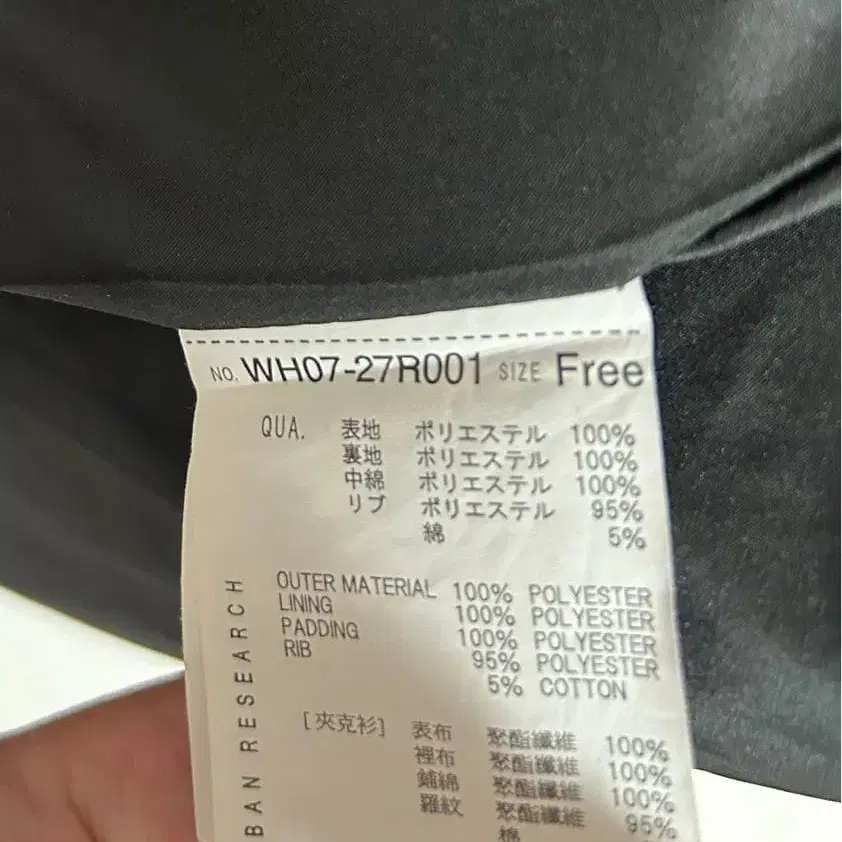 NO. WH07-27R001 SIZE Free
QUA. 表地 ポリエステル 100%
裏地 ポリエステル 100%
中綿 ポリエステル 100%
リブ ポリエステル 95%
綿 5%
OUTER MATERIAL 100% POLYESTER
LINING 100% POLYESTER
PADDING 100% POLYESTER
RIB 95% POLYESTER
5% COTTON
[夾克衫] 表布 聚酯纖維 100%
裡布 聚酯纖維 100%
鋪綿 聚酯纖維 100%
羅紋 聚酯纖維 95%
棉
BAN RESEARCH